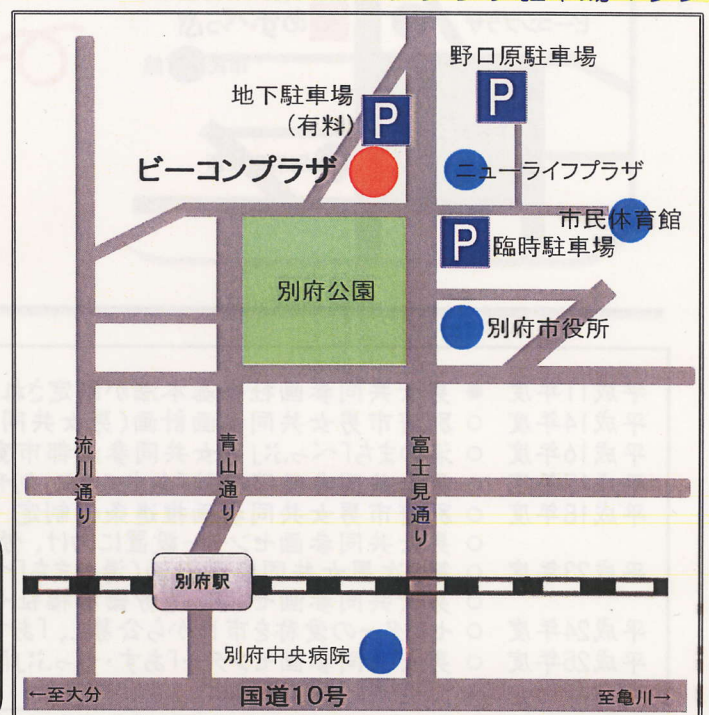 野口原駐車場
P
地下駐車場
(有料)
P
ビーコンプラザ
ニューライフプラザ
市民体育館
P
臨時駐車場
別府公園
別府市役所
流川通り
青山通り
富士見通り
別府駅
別府中央病院
←至大分
国道10号
至亀川→